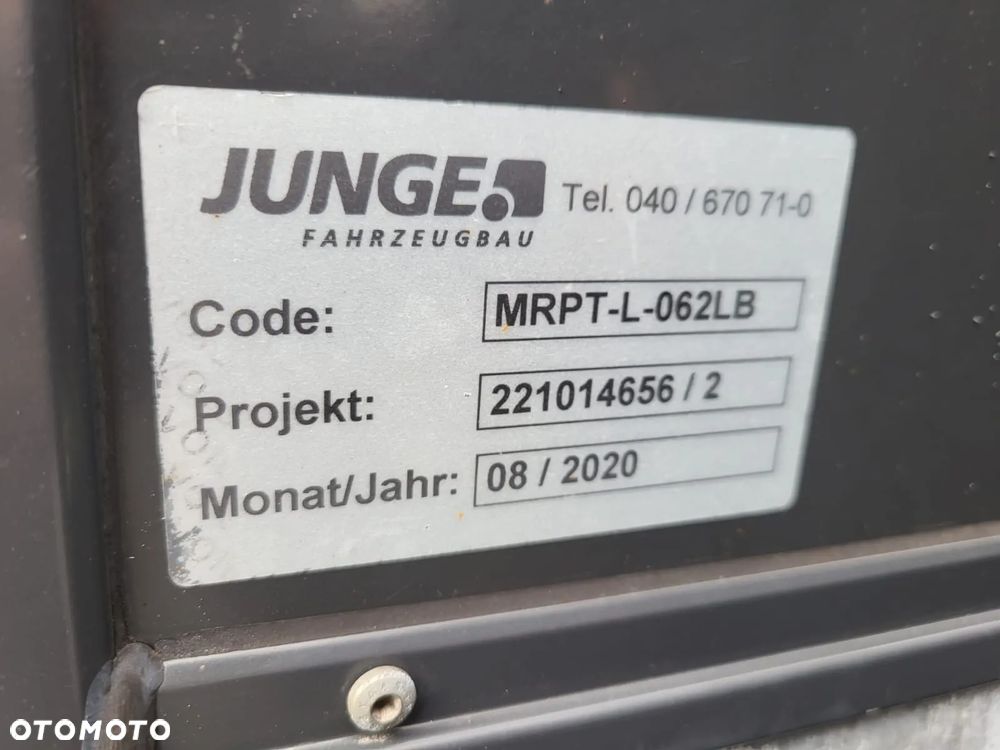 JUNGE Tel. 040 / 670 71-0
FAHRZEUGBAU
Code: MRPT-L-062LB
Projekt: 221014656 / 2
Monat/Jahr: 08 / 2020
OTOMOTO